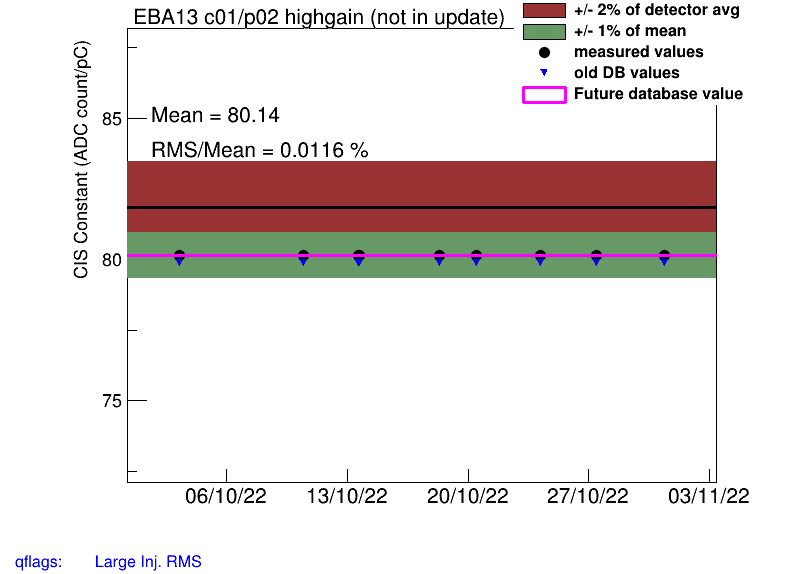 EBA13 c01/p02 highgain (not in update)
+/- 2% of detector avg
+/- 1% of mean
measured values
old DB values
Future database value
CIS Constant (ADC count/pC)
Mean = 80.14
RMS/Mean = 0.0116 %
85
80
75
06/10/22
13/10/22
20/10/22
27/10/22
03/11/22
qflags: Large Inj. RMS